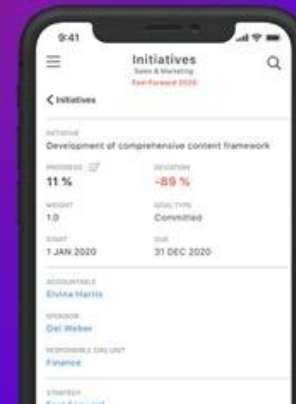 9:41
Initiatives
Sales & Marketing
Fast Forward 2020
Initiatives
INITIATIVE
Development of comprehensive content framework
PROGRESS
DEVIATION
11 %
-89 %
WEIGHT
GOAL TYPE
1.0
Committed
START
DUE
1 JAN 2020
31 DEC 2020
ACCOUNTABLE
Elvina Harris
SPONSOR
Del Weber
RESPONSIBLE ORG UNIT
Finance
STRATEGY
Fast Forward